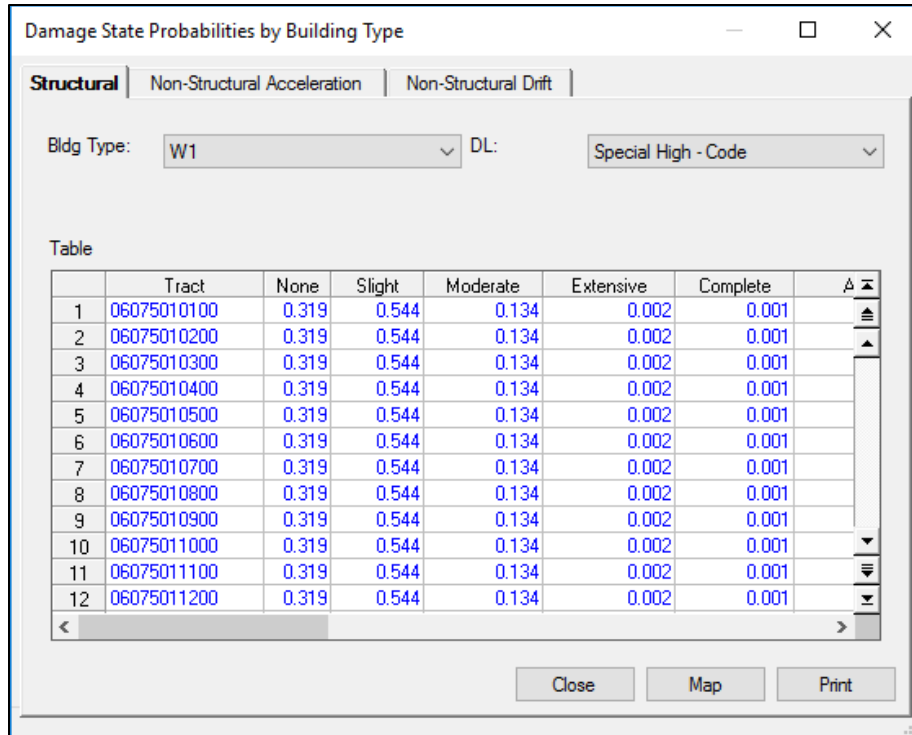 Damage State Probabilities by Building Type
Structural Non-Structural Acceleration Non-Structural Drift
Bldg Type: W1 DL: Special High - Code
Table
Tract None Slight Moderate Extensive Complete A
1 06075010100 0.319 0.544 0.134 0.002 0.001
2 06075010200 0.319 0.544 0.134 0.002 0.001
3 06075010300 0.319 0.544 0.134 0.002 0.001
4 06075010400 0.319 0.544 0.134 0.002 0.001
5 06075010500 0.319 0.544 0.134 0.002 0.001
6 06075010600 0.319 0.544 0.134 0.002 0.001
7 06075010700 0.319 0.544 0.134 0.002 0.001
8 06075010800 0.319 0.544 0.134 0.002 0.001
9 06075010900 0.319 0.544 0.134 0.002 0.001
10 06075011000 0.319 0.544 0.134 0.002 0.001
11 06075011100 0.319 0.544 0.134 0.002 0.001
12 06075011200 0.319 0.544 0.134 0.002 0.001
Close Map Print